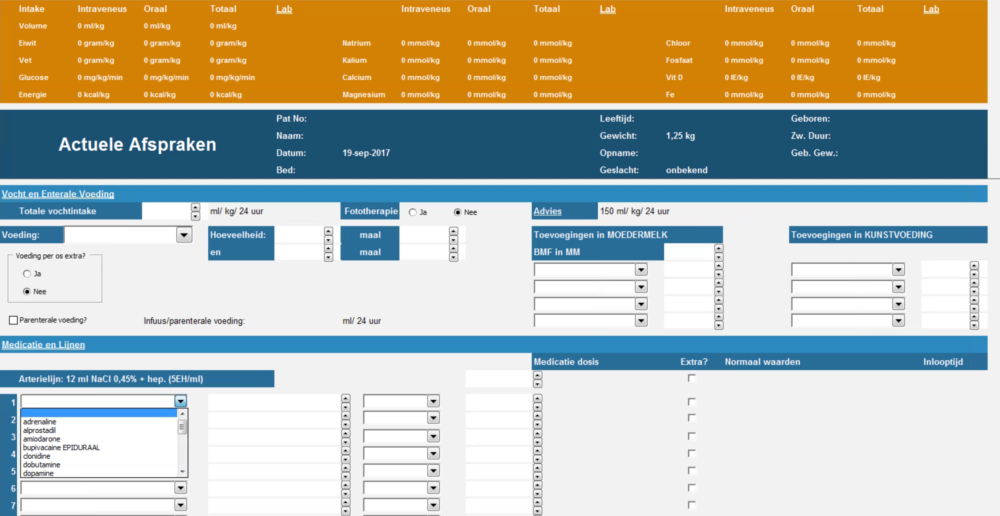 Intake Intraveneus Oraal Totaal Lab Intraveneus Oraal Totaal Lab Intraveneus Oraal Totaal Lab
Volume 0 ml/kg 0 ml/kg 0 ml/kg
Eiwit 0 gram/kg 0 gram/kg 0 gram/kg Natrium 0 mmol/kg 0 mmol/kg 0 mmol/kg Chloor 0 mmol/kg 0 mmol/kg 0 mmol/kg
Vet 0 gram/kg 0 gram/kg 0 gram/kg Kalium 0 mmol/kg 0 mmol/kg 0 mmol/kg Fosfaat 0 mmol/kg 0 mmol/kg 0 mmol/kg
Glucose 0 mg/kg/min 0 mg/kg/min 0 mg/kg/min Calcium 0 mmol/kg 0 mmol/kg 0 mmol/kg Vit D 0 IE/kg 0 IE/kg 0 IE/kg
Energie 0 kcal/kg 0 kcal/kg 0 kcal/kg Magnesium 0 mmol/kg 0 mmol/kg 0 mmol/kg Fe 0 mmol/kg 0 mmol/kg 0 mmol/kg
Actuele Afspraken
Pat No: Leeftijd: Geboren:
Naam: Gewicht: 1,25 kg Zw. Duur:
Datum: 19-sep-2017 Opname: Geb. Gew.:
Bed: Geslacht: onbekend
Vocht en Enterale Voeding
Totale vochtintake ml/ kg/ 24 uur Fototherapie Ja Nee Advies 150 ml/ kg/ 24 uur
Voeding: Hoeveelheid: maal Toevoegingen in MOEDERMELK Toevoegingen in KUNSTVOEDING
en maal BMF in MM
Voeding per os extra?
Ja
Nee
Parenterale voeding? Infuus/parenterale voeding: ml/ 24 uur
Medicatie en Lijnen
Medicatie dosis Extra? Normaal waarden Inlooptijd
Arterielijn: 12 ml NaCl 0,45% + hep. (5EH/ml)
1
2
adrenaline
alprostadil
3
amiodarone
bupivacaine EPIDURAAL
4
clonidine
dobutamine
5
dopamine
6
7